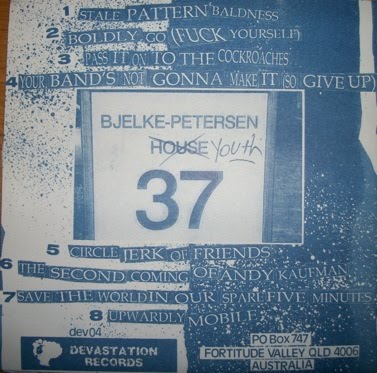 1 STALE PATTERN BALDNESS
2 BOLDLY GO (FUCK YOURSELF)
3 PASS IT ON TO THE COCKROACHES
4 YOUR BAND'S NOT GONNA MAKE IT (SO GIVE UP)
BJELKE-PETERSEN
HOUSE YOUth
37
5 CIRCLE JERK OF FRIENDS
6 THE SECOND COMING OF ANDY KAUFMAN
7 SAVE THE WORLD IN OUR SPARE FIVE MINUTES
8 UPWARDLY MOBILE
dev04
DEVASTATION
RECORDS
PO Box 747
FORTITUDE VALLEY QLD 4006
AUSTRALIA